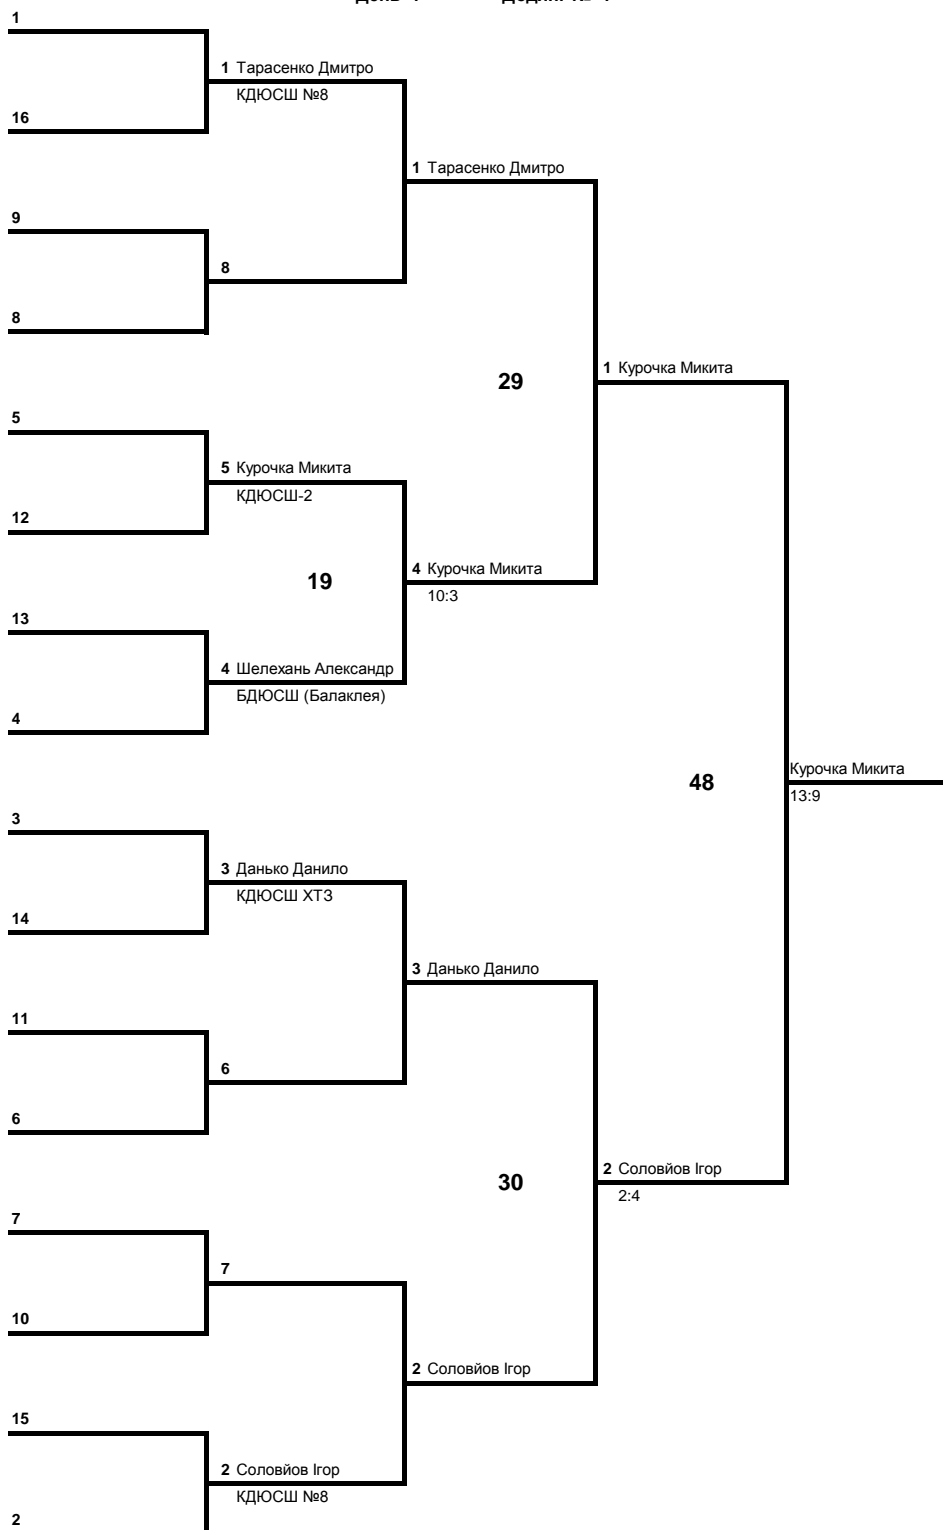 1
1 Тарасенко Дмитро
КДЮСШ №8
16
1 Тарасенко Дмитро
9
8
8
1 Курочка Микита
29
5
5 Курочка Микита
КДЮСШ-2
12
4 Курочка Микита
19
10:3
13
4 Шелехань Александр
БДЮСШ (Балаклея)
4
Курочка Микита
48
13:9
3
3 Данько Данило
КДЮСШ ХТЗ
14
3 Данько Данило
11
6
6
2 Соловйов Ігор
30
2:4
7
7
10
2 Соловйов Ігор
15
2 Соловйов Ігор
КДЮСШ №8
2